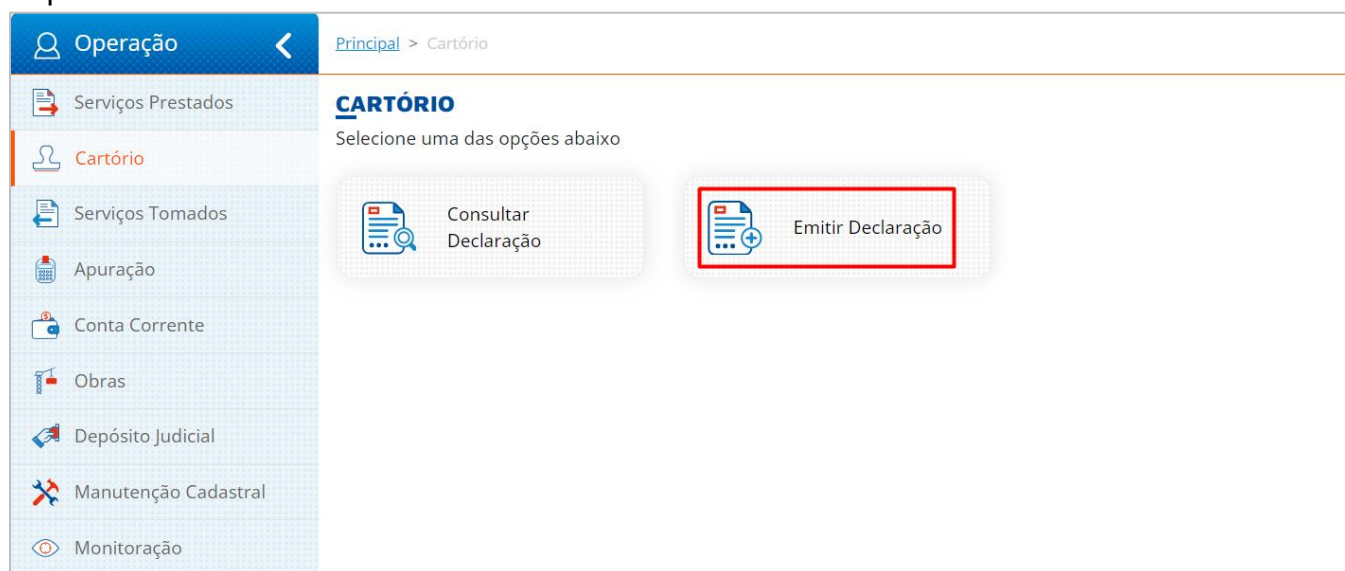 Operação
Principal > Cartório
Serviços Prestados
Cartório
Serviços Tomados
Apuração
Conta Corrente
Obras
Depósito Judicial
Manutenção Cadastral
Monitoração
CARTÓRIO
Selecione uma das opções abaixo
Consultar
Declaração
Emitir Declaração